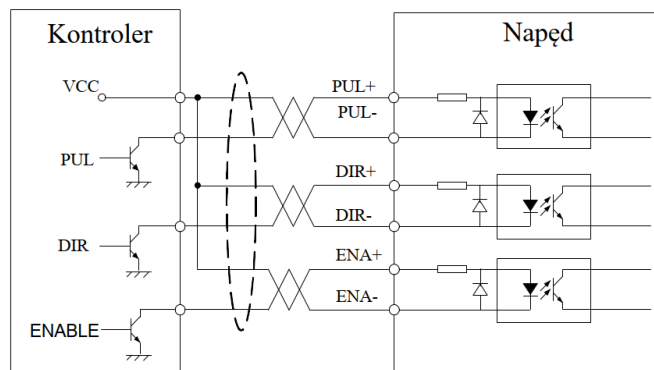 Kontroler
Napęd
VCC
PUL+
PUL-
PUL
DIR+
DIR-
DIR
ENA+
ENA-
ENABLE